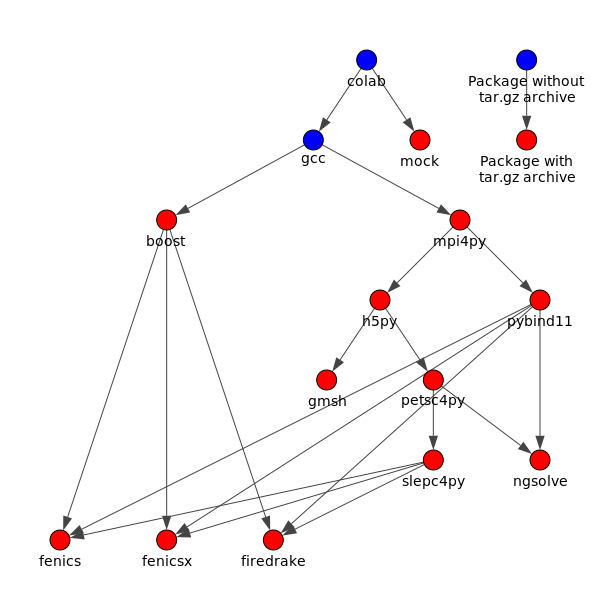 colab
Package without
tar.gz archive
gcc
mock
Package with
tar.gz archive
boost
mpi4py
h5py
pybind11
gmsh
petsc4py
slepc4py
ngsolve
fenics
fenicsx
firedrake